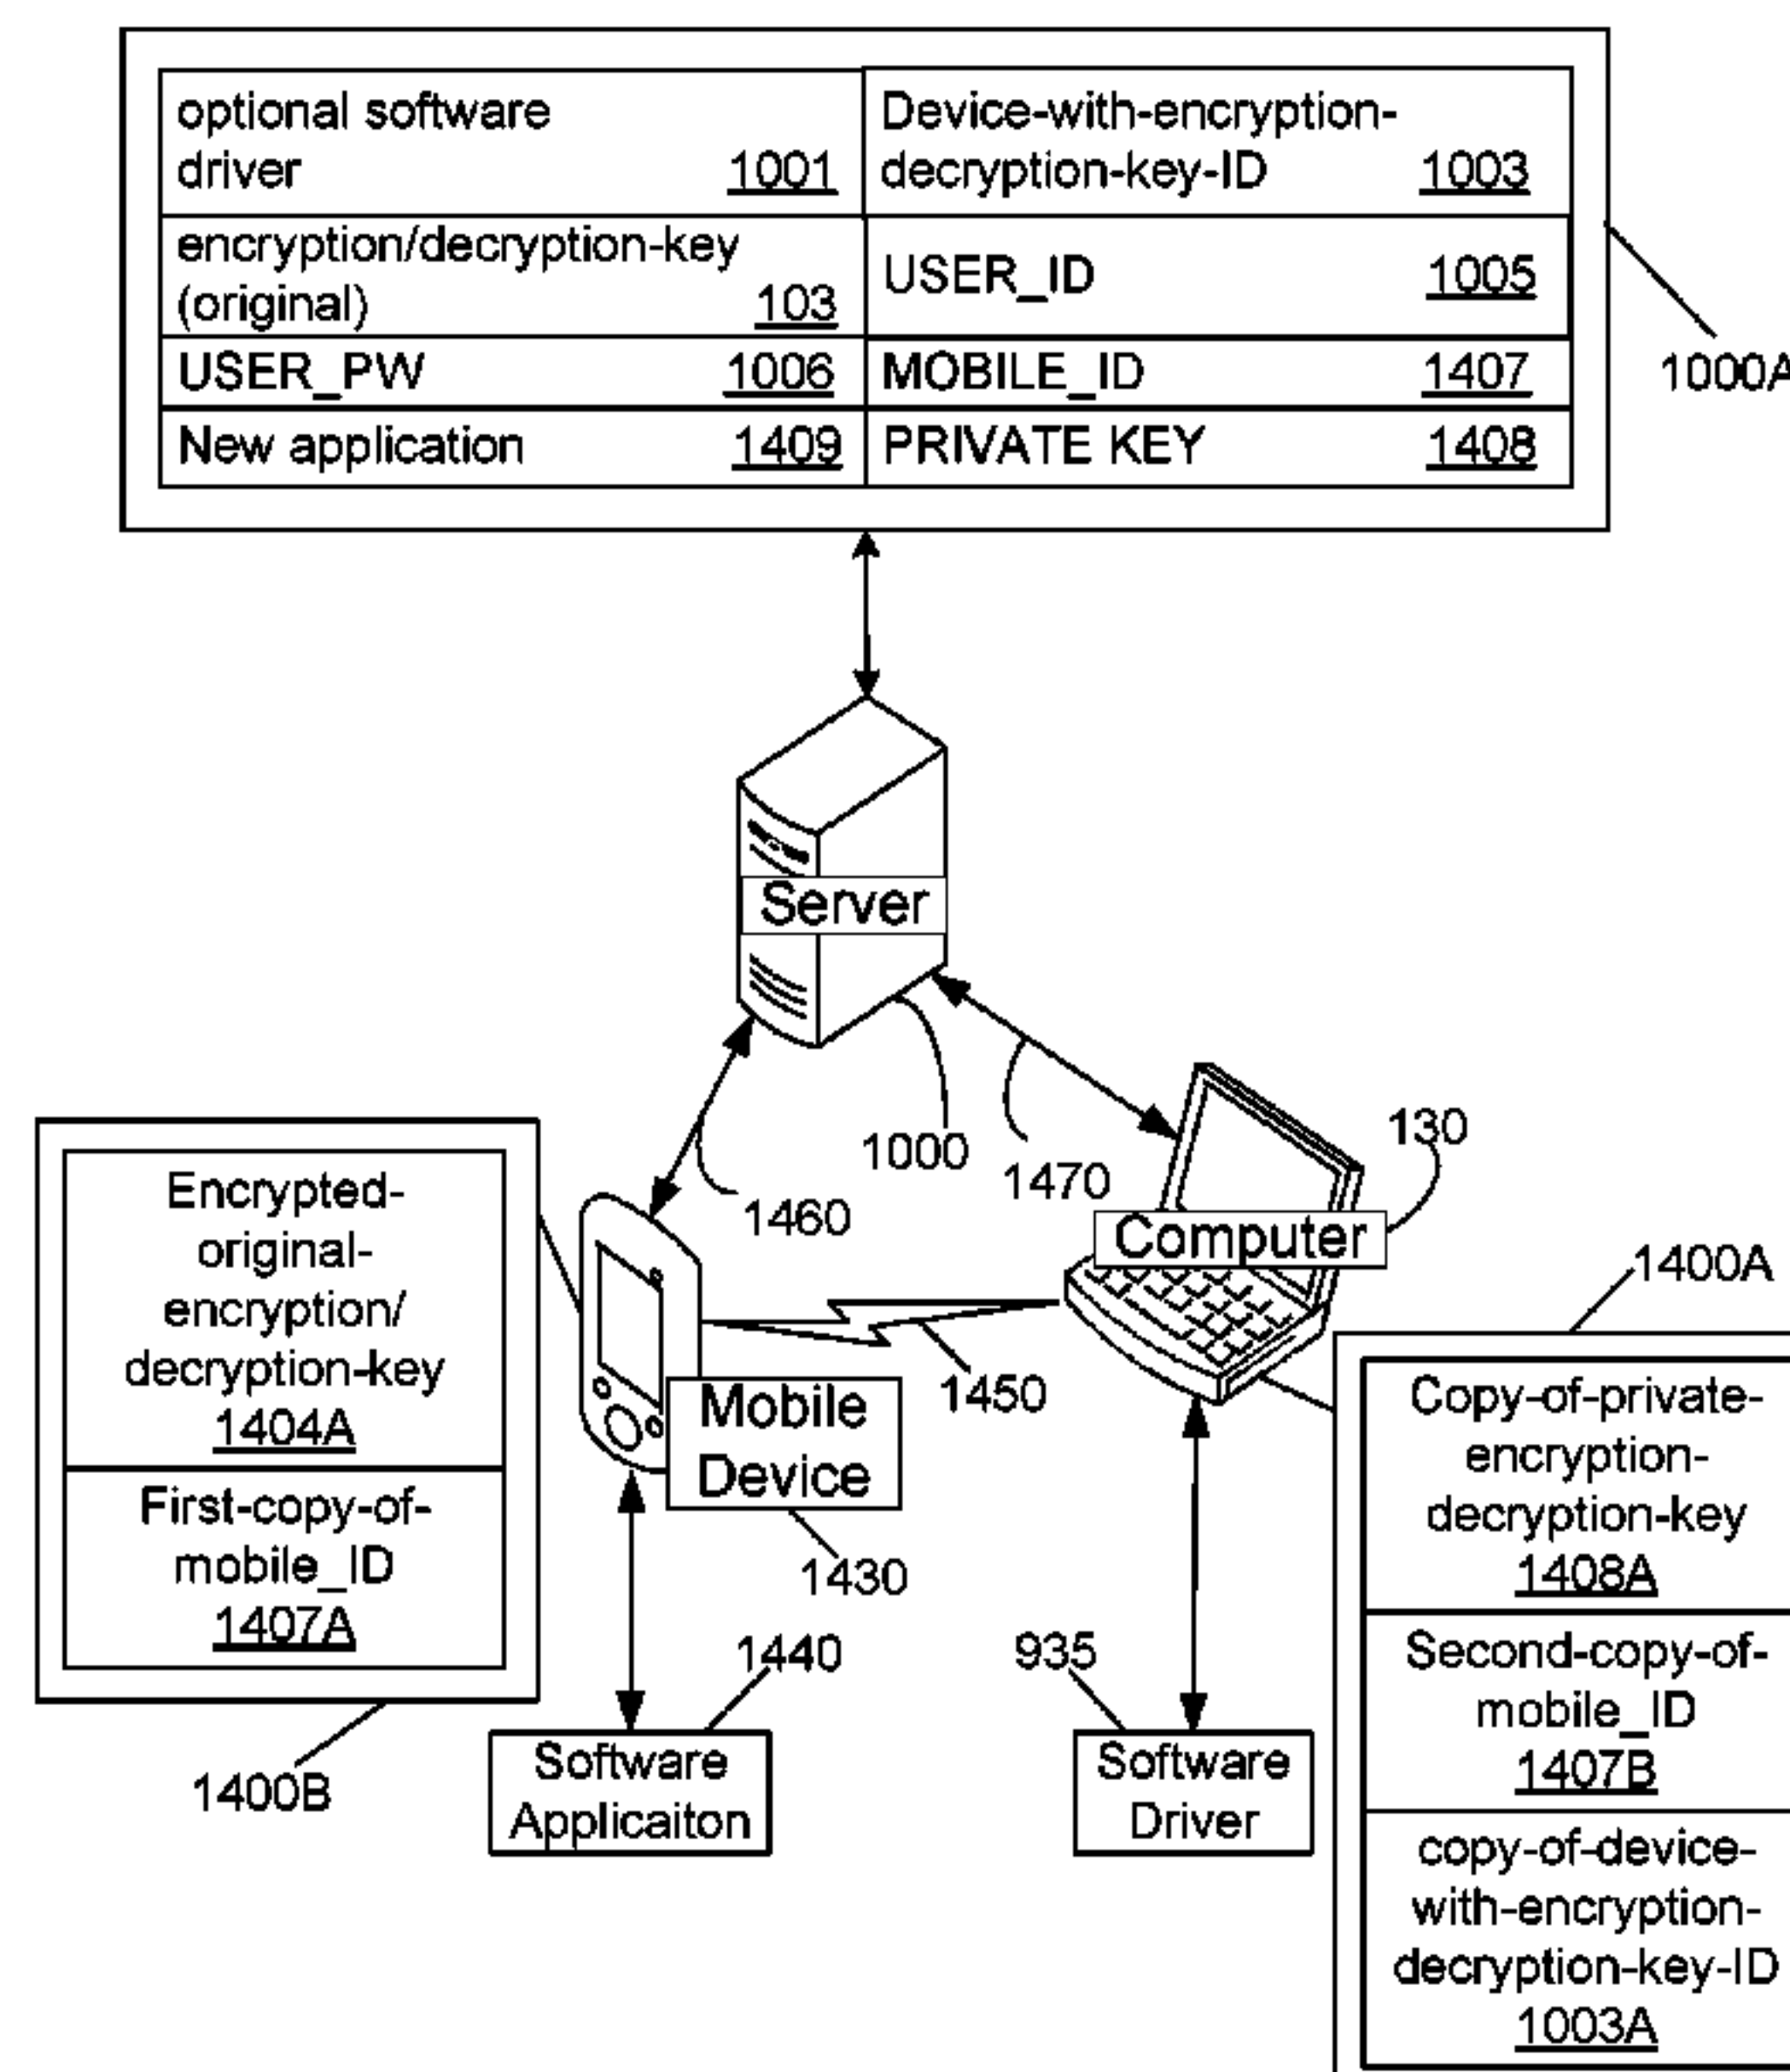 optional software
driver 1001
Device-with-encryption-
decryption-key-ID 1003
encryption/decryption-key
(original) 103
USER_ID 1005
USER_PW 1006
MOBILE_ID 1407
New application 1409
PRIVATE KEY 1408
1000A
Server
1000
1460
1470
130
Computer
1400A
Encrypted-
original-
encryption/
decryption-key
1404A
First-copy-of-
mobile_ID
1407A
1400B
Mobile
Device
1430
1450
1440
Software
Applicaiton
935
Software
Driver
Copy-of-private-
encryption-
decryption-key
1408A
Second-copy-of-
mobile_ID
1407B
copy-of-device-
with-encryption-
decryption-key-ID
1003A